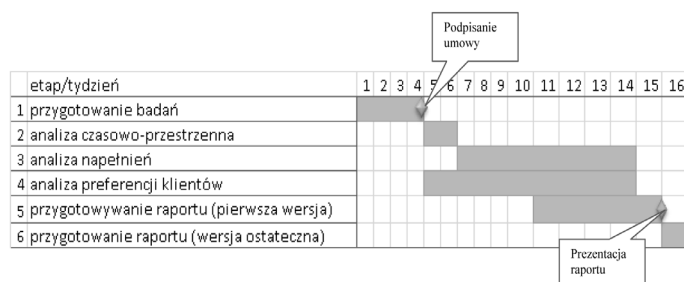 Podpisanie
umowy
etap/tydzień 1 2 3 4 5 6 7 8 9 10 11 12 13 14 15 16
1 przygotowanie badań
2 analiza czasowo-przestrzenna
3 analiza napełnień
4 analiza preferencji klientów
5 przygotowywanie raportu (pierwsza wersja)
6 przygotowanie raportu (wersja ostateczna)
Prezentacja
raportu